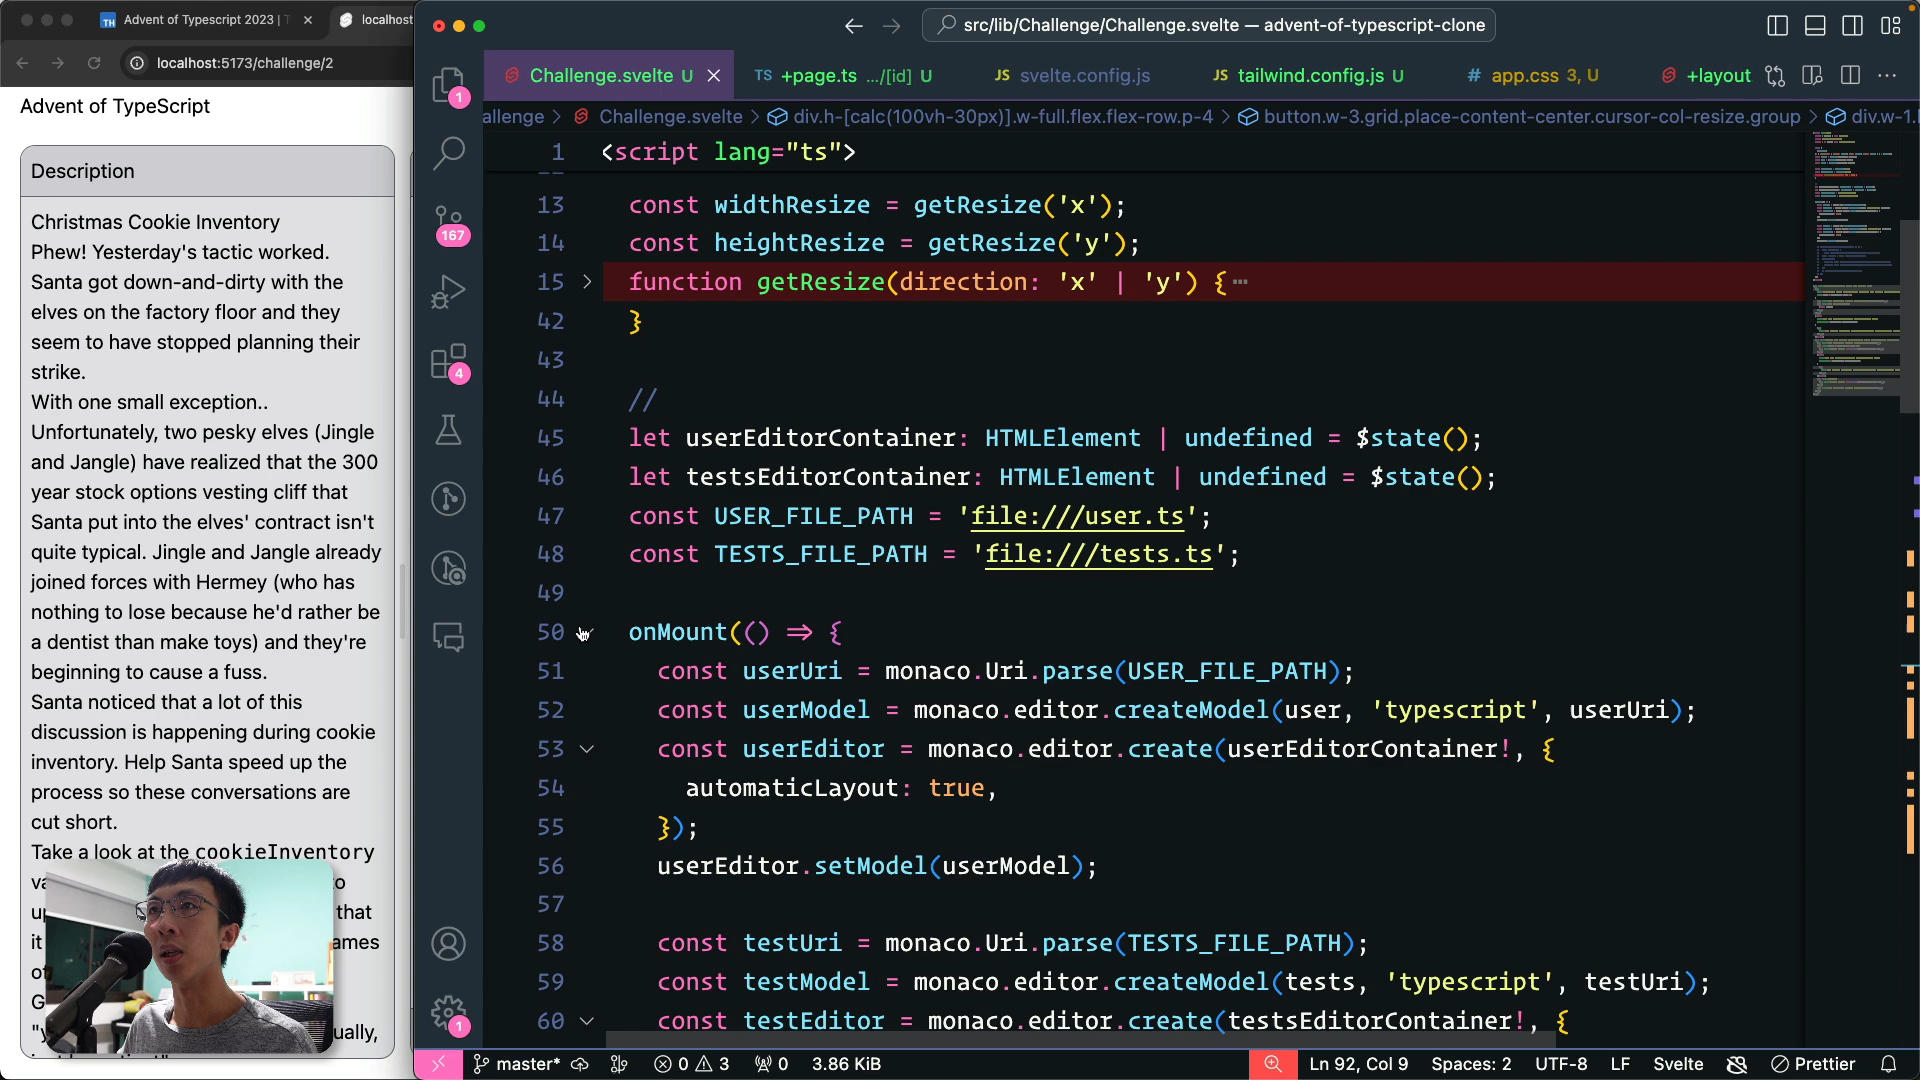 Advent of Typescript 2023 | T
localhost
localhost:5173/challenge/2
Advent of TypeScript
Description
Christmas Cookie Inventory
Phew! Yesterday's tactic worked.
Santa got down-and-dirty with the
elves on the factory floor and they
seem to have stopped planning their
strike.
With one small exception..
Unfortunately, two pesky elves (Jingle
and Jangle) have realized that the 300
year stock options vesting cliff that
Santa put into the elves' contract isn't
quite typical. Jingle and Jangle already
joined forces with Hermey (who has
nothing to lose because he'd rather be
a dentist than make toys) and they're
beginning to cause a fuss.
Santa noticed that a lot of this
discussion is happening during cookie
inventory. Help Santa speed up the
process so these conversations are
cut short.
Take a look at the cookieInventory
that
it
ually,
src/lib/Challenge/Challenge.svelte — advent-of-typescript-clone
Challenge.svelte U
TS +page.ts .../[id] U
JS svelte.config.js
JS tailwind.config.js U
# app.css 3, U
+layout
allenge > Challenge.svelte > div.h-[calc(100vh-30px)].w-full.flex.flex-row.p-4 > button.w-3.grid.place-content-center.cursor-col-resize.group > div.w-1.
1 <script lang="ts">
13 const widthResize = getResize('x');
14 const heightResize = getResize('y');
15 function getResize(direction: 'x' | 'y') {⋯
42 }
43
44 //
45 let userEditorContainer: HTMLElement | undefined = $state();
46 let testsEditorContainer: HTMLElement | undefined = $state();
47 const USER_FILE_PATH = 'file:///user.ts';
48 const TESTS_FILE_PATH = 'file:///tests.ts';
49
50 onMount(() => {
51 const userUri = monaco.Uri.parse(USER_FILE_PATH);
52 const userModel = monaco.editor.createModel(user, 'typescript', userUri);
53 const userEditor = monaco.editor.create(userEditorContainer!, {
54 automaticLayout: true,
55 });
56 userEditor.setModel(userModel);
57
58 const testUri = monaco.Uri.parse(TESTS_FILE_PATH);
59 const testModel = monaco.editor.createModel(tests, 'typescript', testUri);
60 const testEditor = monaco.editor.create(testsEditorContainer!, {
1
167
4
1
master*
0 3
0
3.86 KiB
Ln 92, Col 9
Spaces: 2
UTF-8
LF
Svelte
Prettier